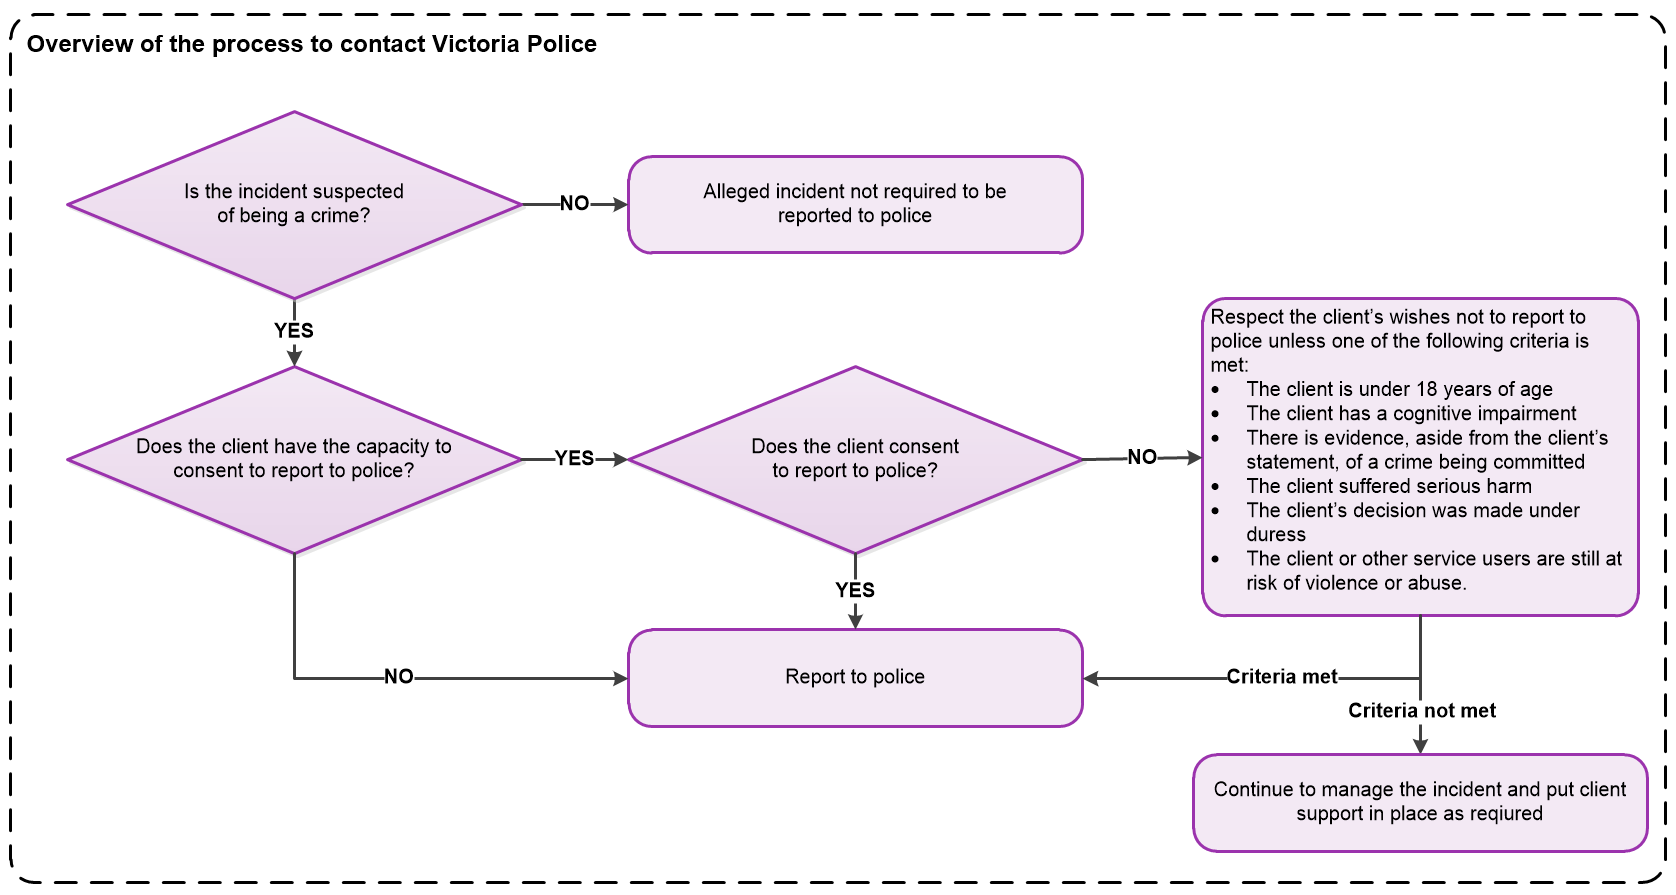 Overview of the process to contact Victoria Police
Is the incident suspected
of being a crime?
NO
Alleged incident not required to be
reported to police
YES
Does the client have the capacity to
consent to report to police?
YES
Does the client consent
to report to police?
NO
Respect the client's wishes not to report to
police unless one of the following criteria is
met:
• The client is under 18 years of age
• The client has a cognitive impairment
• There is evidence, aside from the client's
statement, of a crime being committed
• The client suffered serious harm
• The client's decision was made under
duress
• The client or other service users are still at
risk of violence or abuse.
YES
NO
Report to police
Criteria met
Criteria not met
Continue to manage the incident and put client
support in place as reqiured